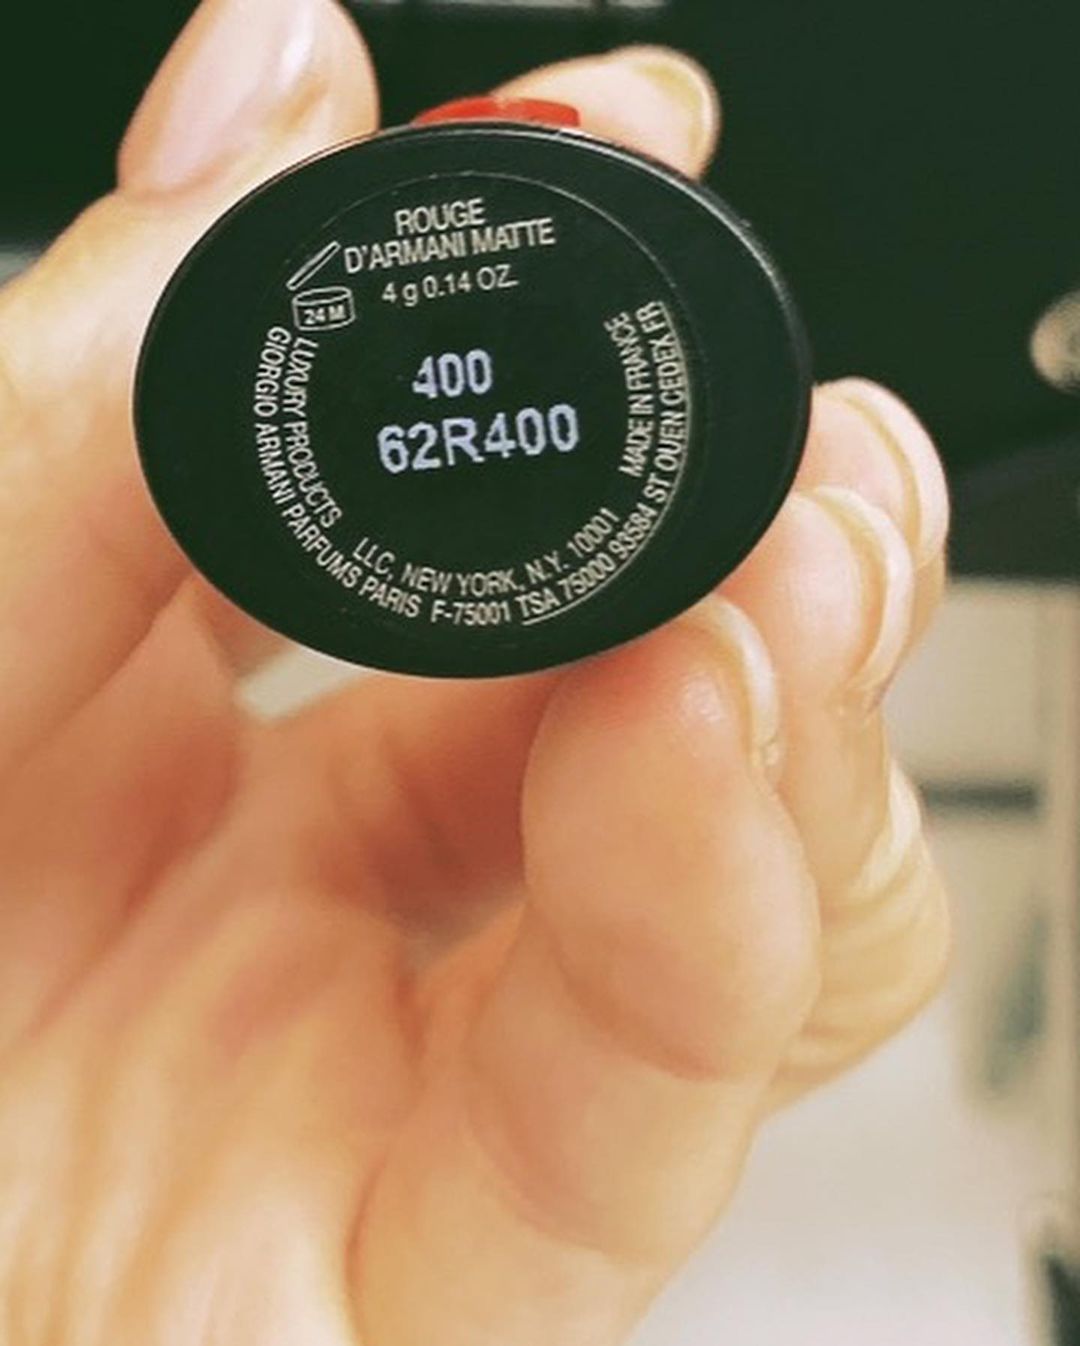 ROUGE
D'ARMANI MATTE
4 g 0.14 OZ.
24 M
400
62R400
GIORGIO ARMANI PARFUMS PARIS F-75001 TSA 75000 93584 ST OUEN CEDEX FR
LUXURY PRODUCTS LLC, NEW YORK, N.Y. 10001
MADE IN FRANCE